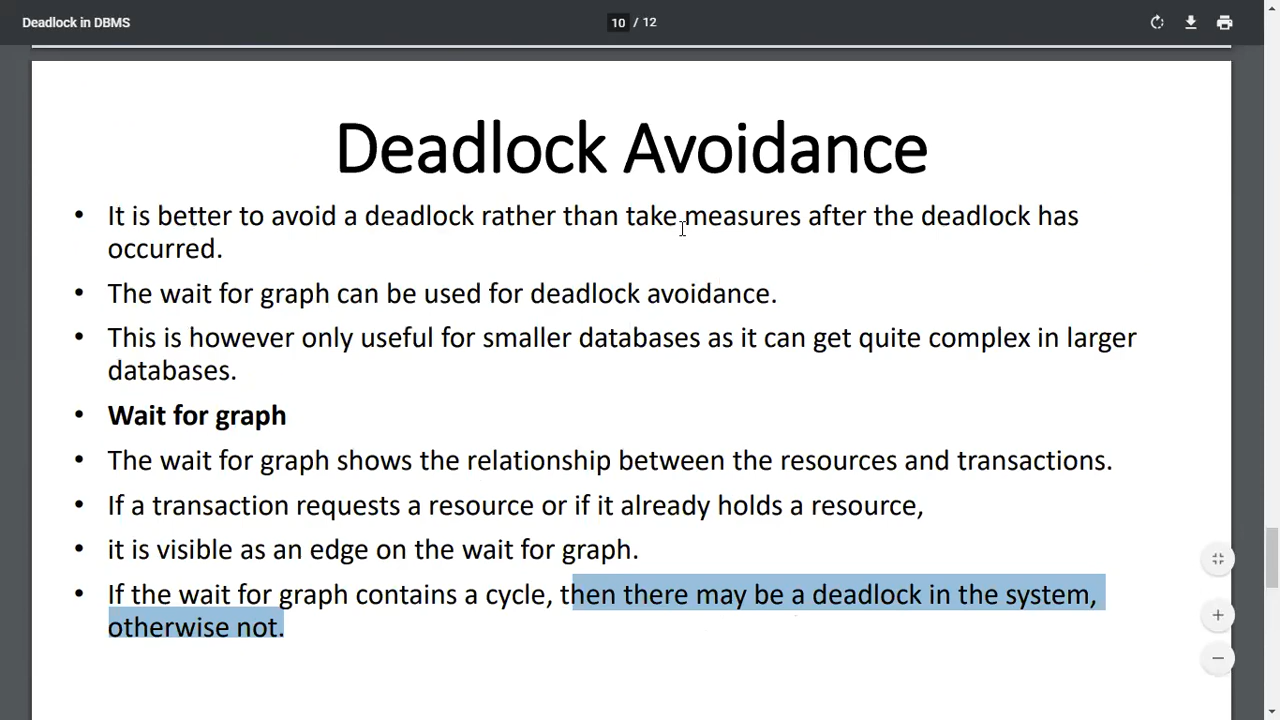 Deadlock in DBMS
10 / 12
Deadlock Avoidance
• It is better to avoid a deadlock rather than take measures after the deadlock has
occurred.
• The wait for graph can be used for deadlock avoidance.
• This is however only useful for smaller databases as it can get quite complex in larger
databases.
• Wait for graph
• The wait for graph shows the relationship between the resources and transactions.
• If a transaction requests a resource or if it already holds a resource,
• it is visible as an edge on the wait for graph.
• If the wait for graph contains a cycle, then there may be a deadlock in the system,
otherwise not.